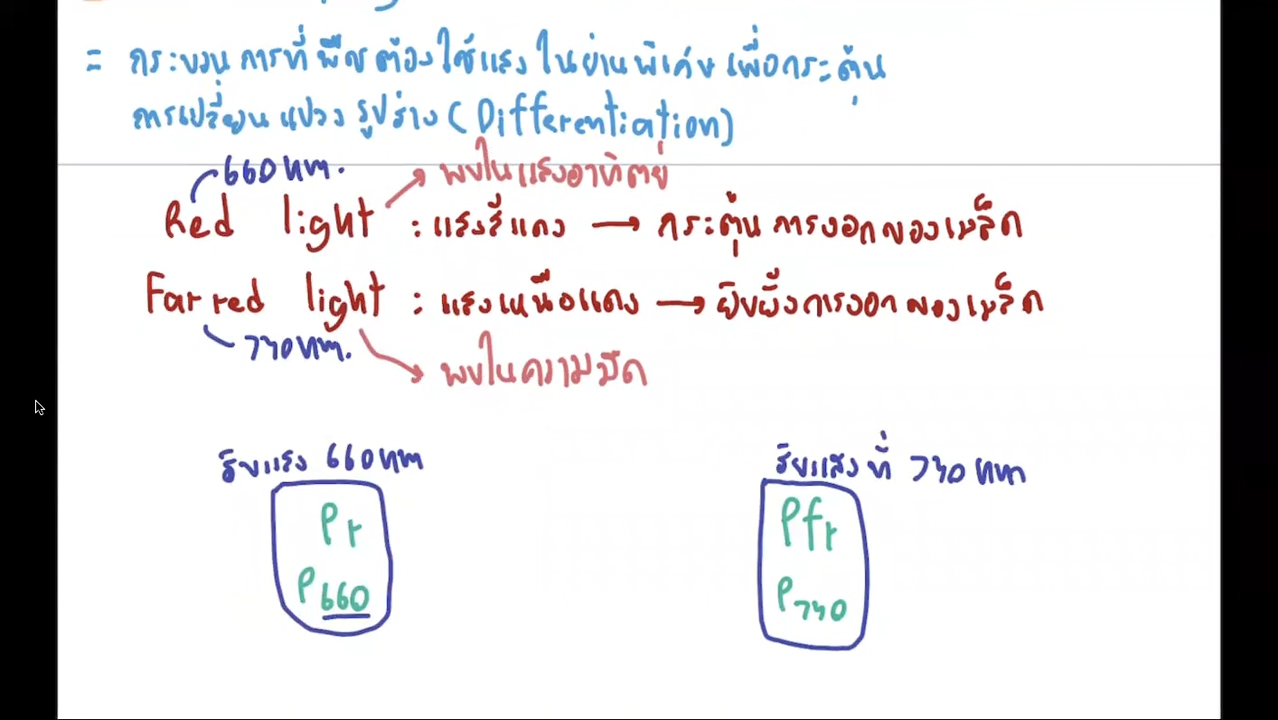 = กระบวนการที่พืชต้องใช้แสงในย่านพิเศษเพื่อกระตุ้น
การเปลี่ยนแปลงรูปร่าง (Differentiation)
660 nm.
พบในแสงอาทิตย์
Red light : แสงสีแดง → กระตุ้นการงอกของเมล็ด
Far red light : แสงเหนือแดง → ยับยั้งการงอกของเมล็ด
730 nm.
พบในความมืด
รับแสง 660 nm
รับแสงที่ 730 nm
Pr
Pfr
P660
P730